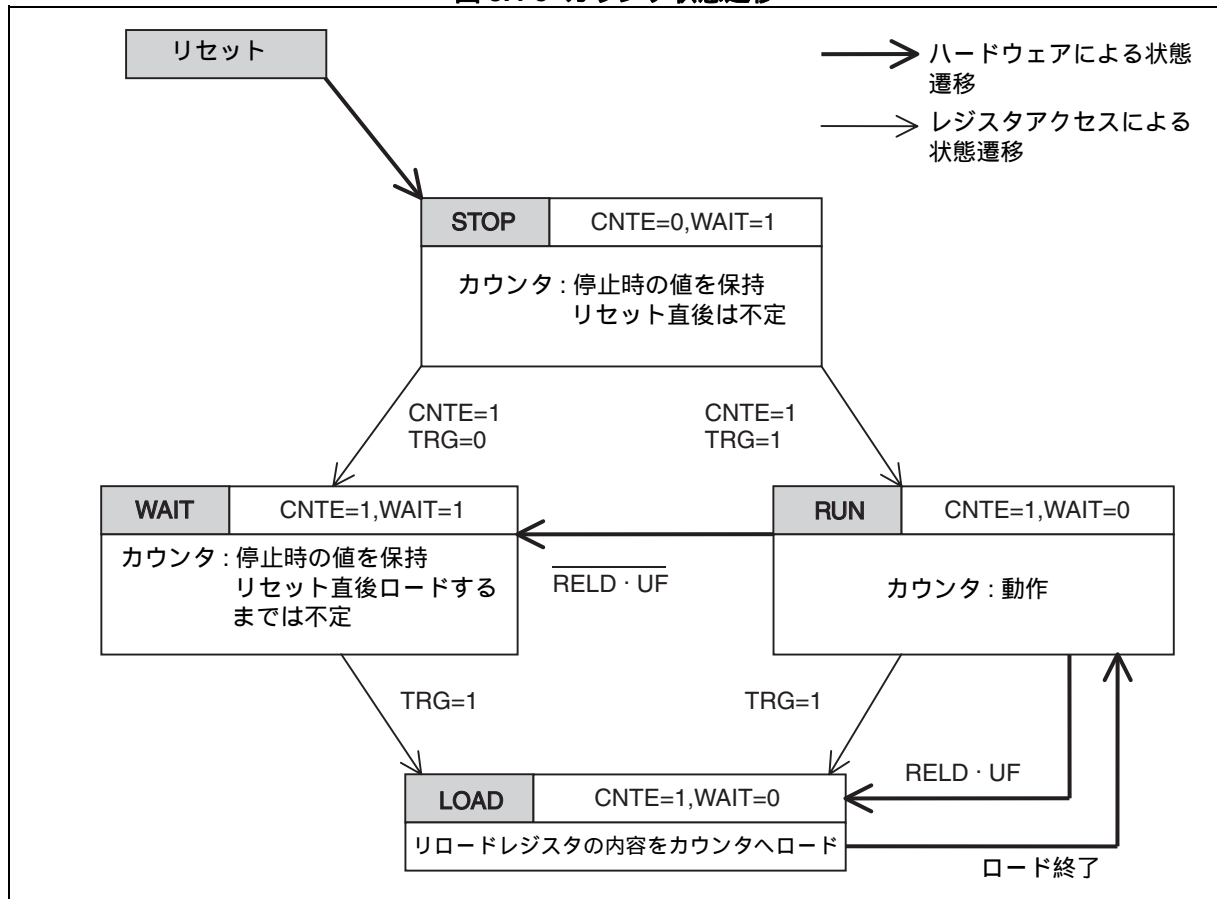 リセット
ハードウェアによる状態
遷移
レジスタアクセスによる
状態遷移
STOP CNTE=0,WAIT=1
カウンタ : 停止時の値を保持
リセット直後は不定
CNTE=1
TRG=0
CNTE=1
TRG=1
WAIT CNTE=1,WAIT=1
カウンタ : 停止時の値を保持
リセット直後ロードする
までは不定
RUN CNTE=1,WAIT=0
カウンタ : 動作
RELD · UF
TRG=1
TRG=1
RELD · UF
LOAD CNTE=1,WAIT=0
リロードレジスタの内容をカウンタへロード
ロード終了